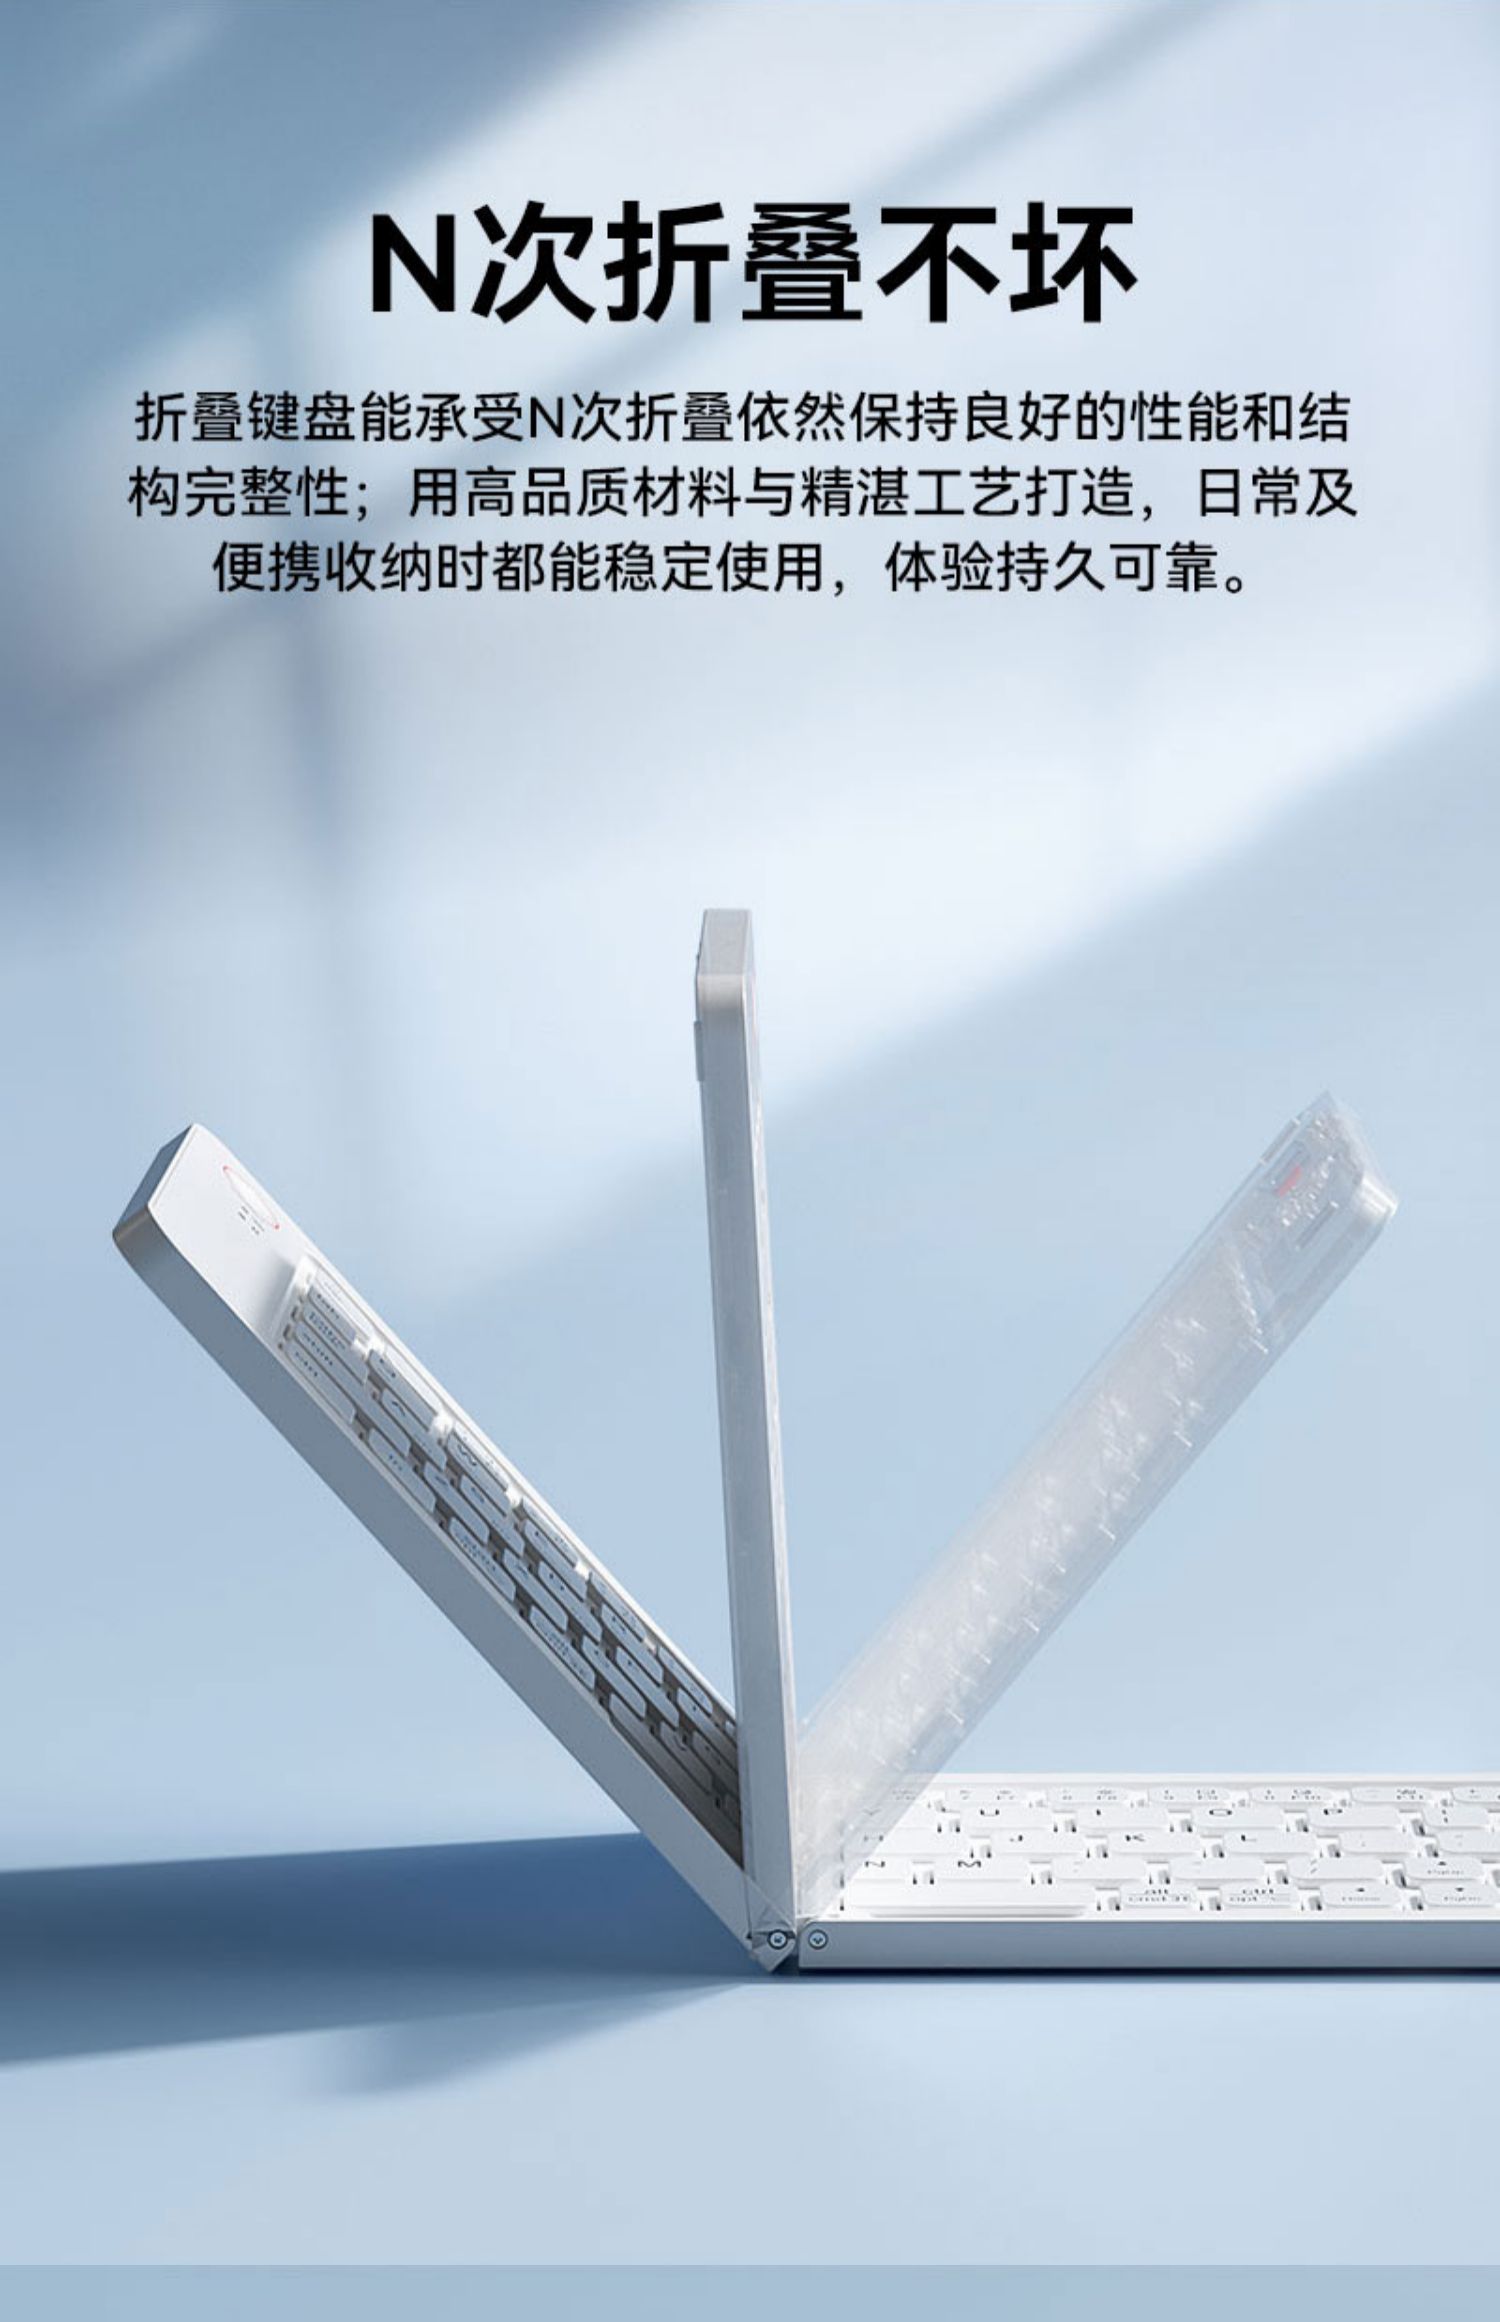 N次折叠不坏
折叠键盘能承受N次折叠依然保持良好的性能和结
构完整性；用高品质材料与精湛工艺打造，日常及
便携收纳时都能稳定使用，体验持久可靠。
U I O P
H J K L
N M
alt ctrl